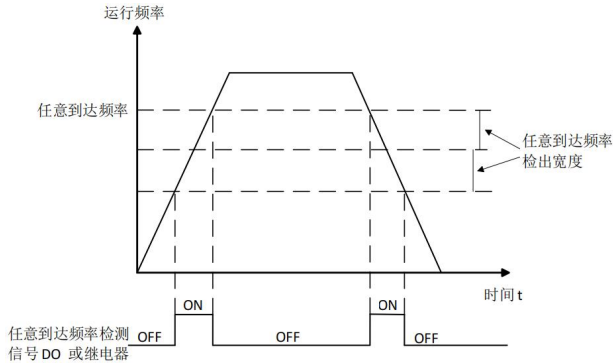 运行频率
任意到达频率
任意到达频率
检出宽度
时间 t
ON
ON
任意到达频率检测
OFF
OFF
OFF
信号 DO 或继电器